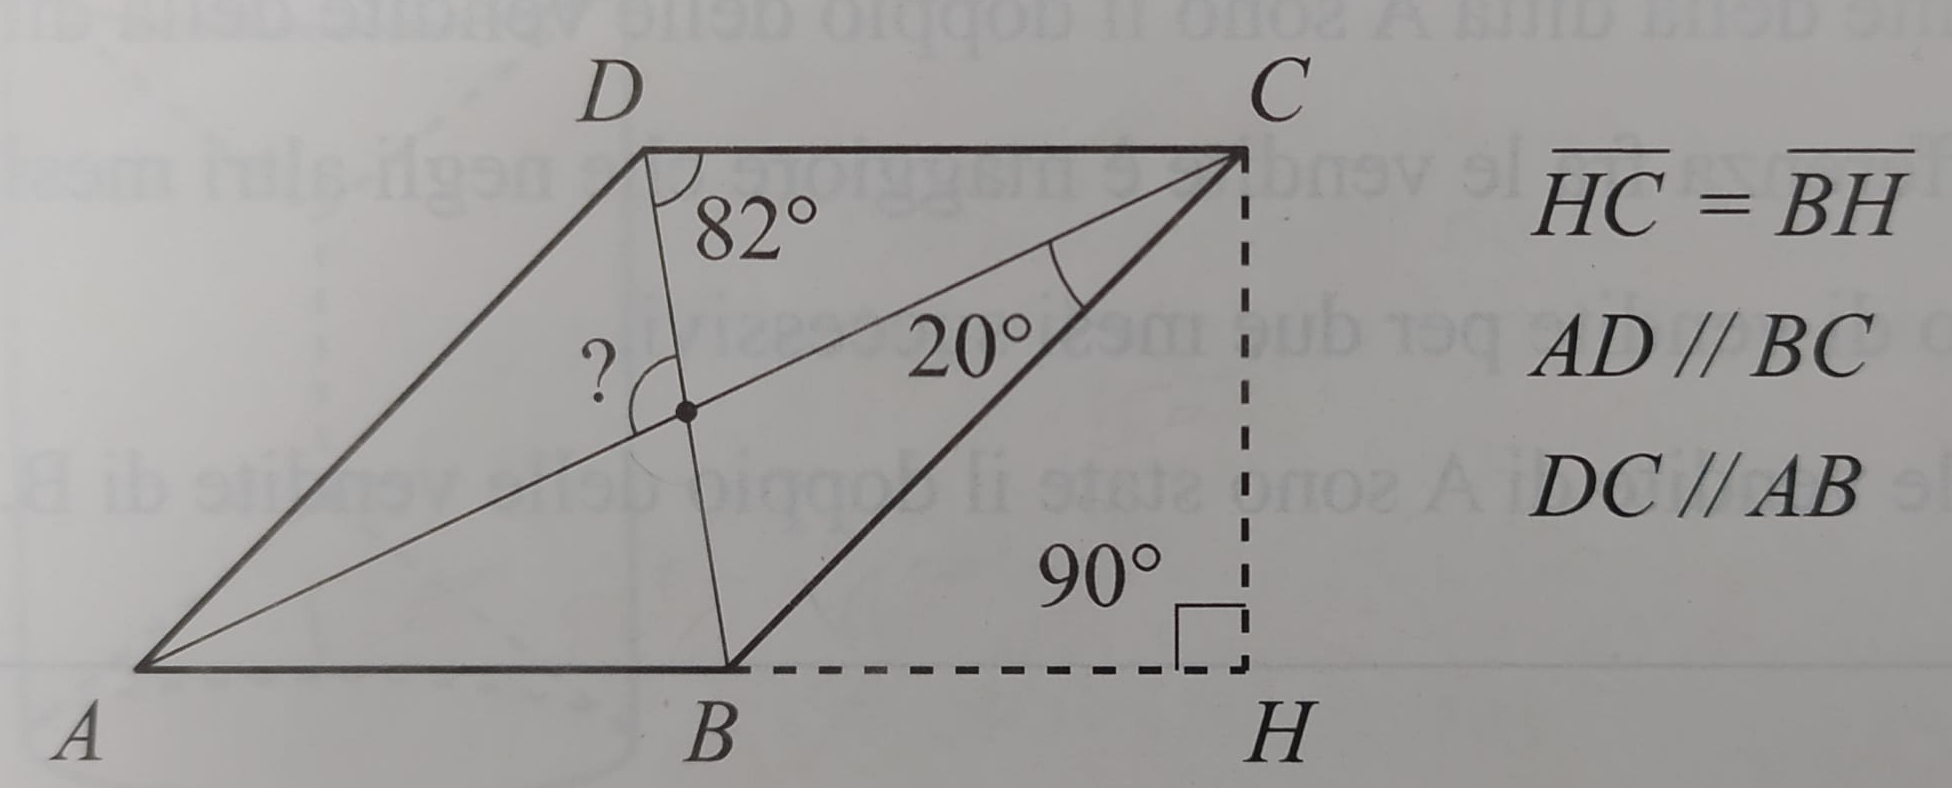 D C
82°
HC = BH
?
20°
AD // BC
DC // AB
90°
A B H